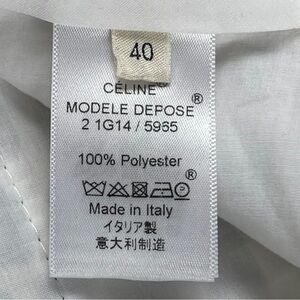 40
CÉLINE®
MODELE DEPOSE®
2 1G14 / 5965
100% Polyester
Made in Italy
イタリア製
意大利制造